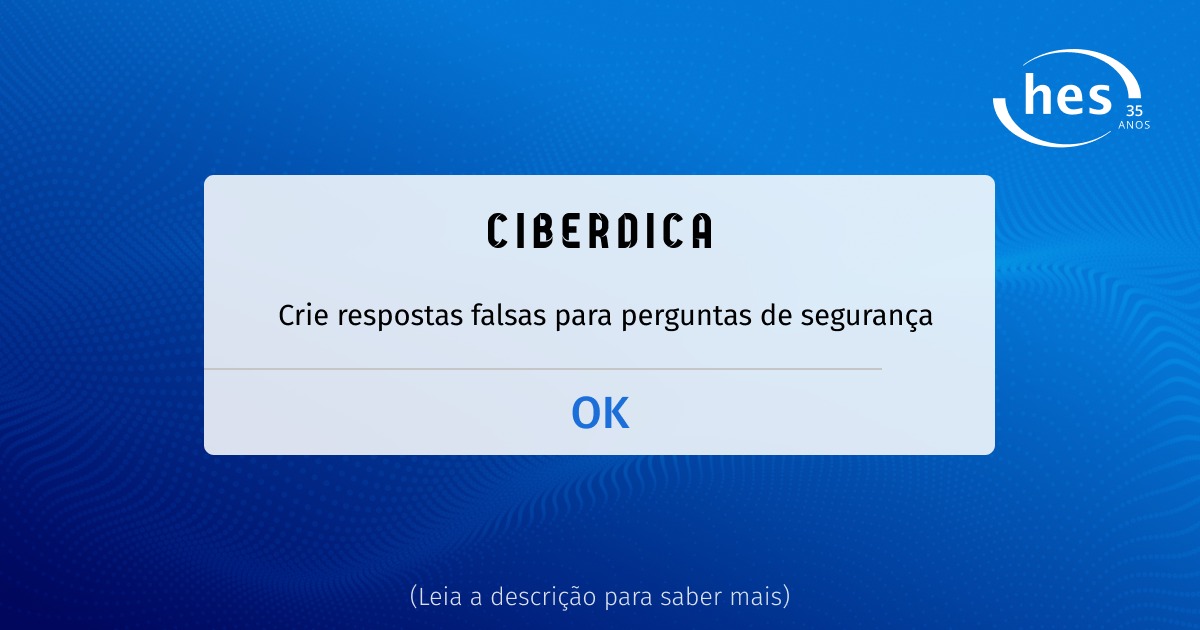 hes
35
ANOS
CIBERDICA
Crie respostas falsas para perguntas de segurança
OK
(Leia a descrição para saber mais)